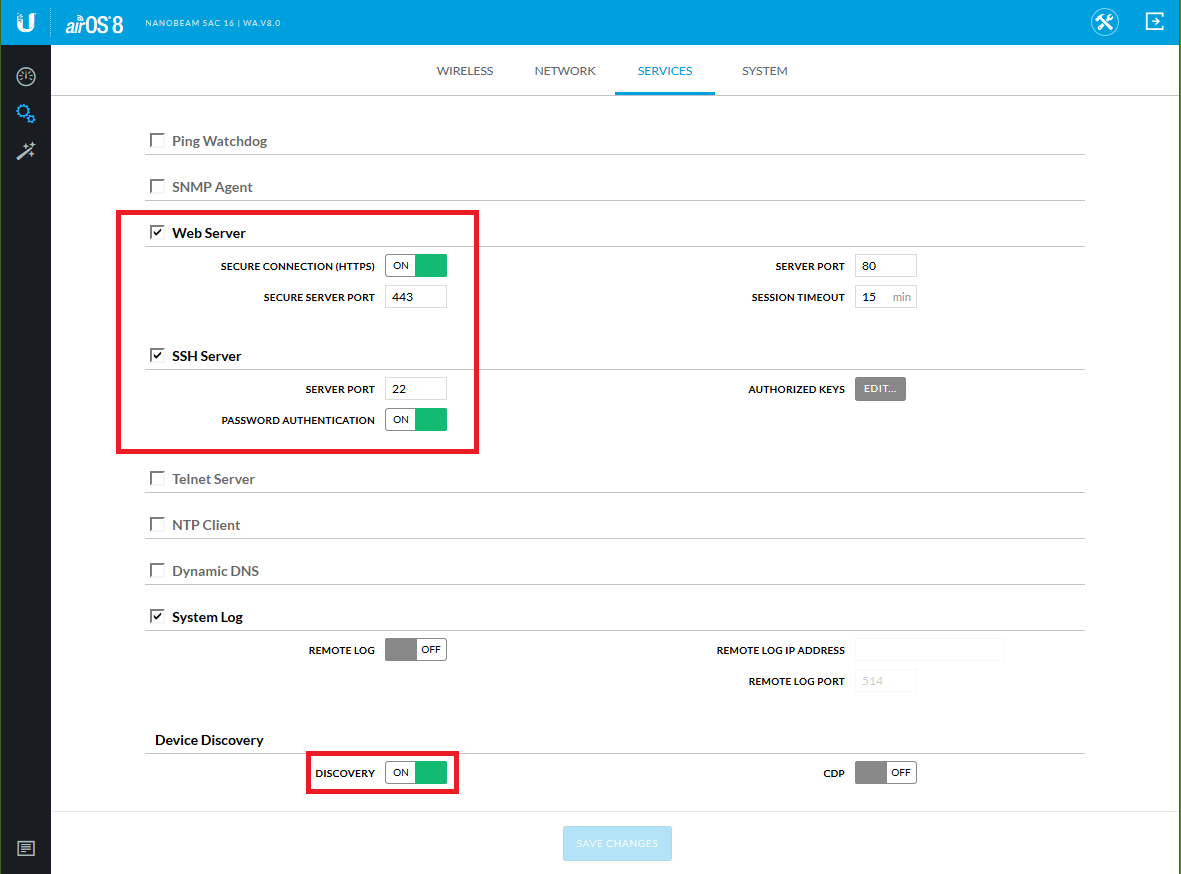 airOS 8 NANOBEAM 5AC 16 | WA.V8.0
WIRELESS NETWORK SERVICES SYSTEM
Ping Watchdog
SNMP Agent
Web Server
SECURE CONNECTION (HTTPS) ON SERVER PORT 80
SECURE SERVER PORT 443 SESSION TIMEOUT 15 min
SSH Server
SERVER PORT 22 AUTHORIZED KEYS EDIT...
PASSWORD AUTHENTICATION ON
Telnet Server
NTP Client
Dynamic DNS
System Log
REMOTE LOG OFF REMOTE LOG IP ADDRESS
REMOTE LOG PORT 514
Device Discovery
DISCOVERY ON CDP OFF
SAVE CHANGES